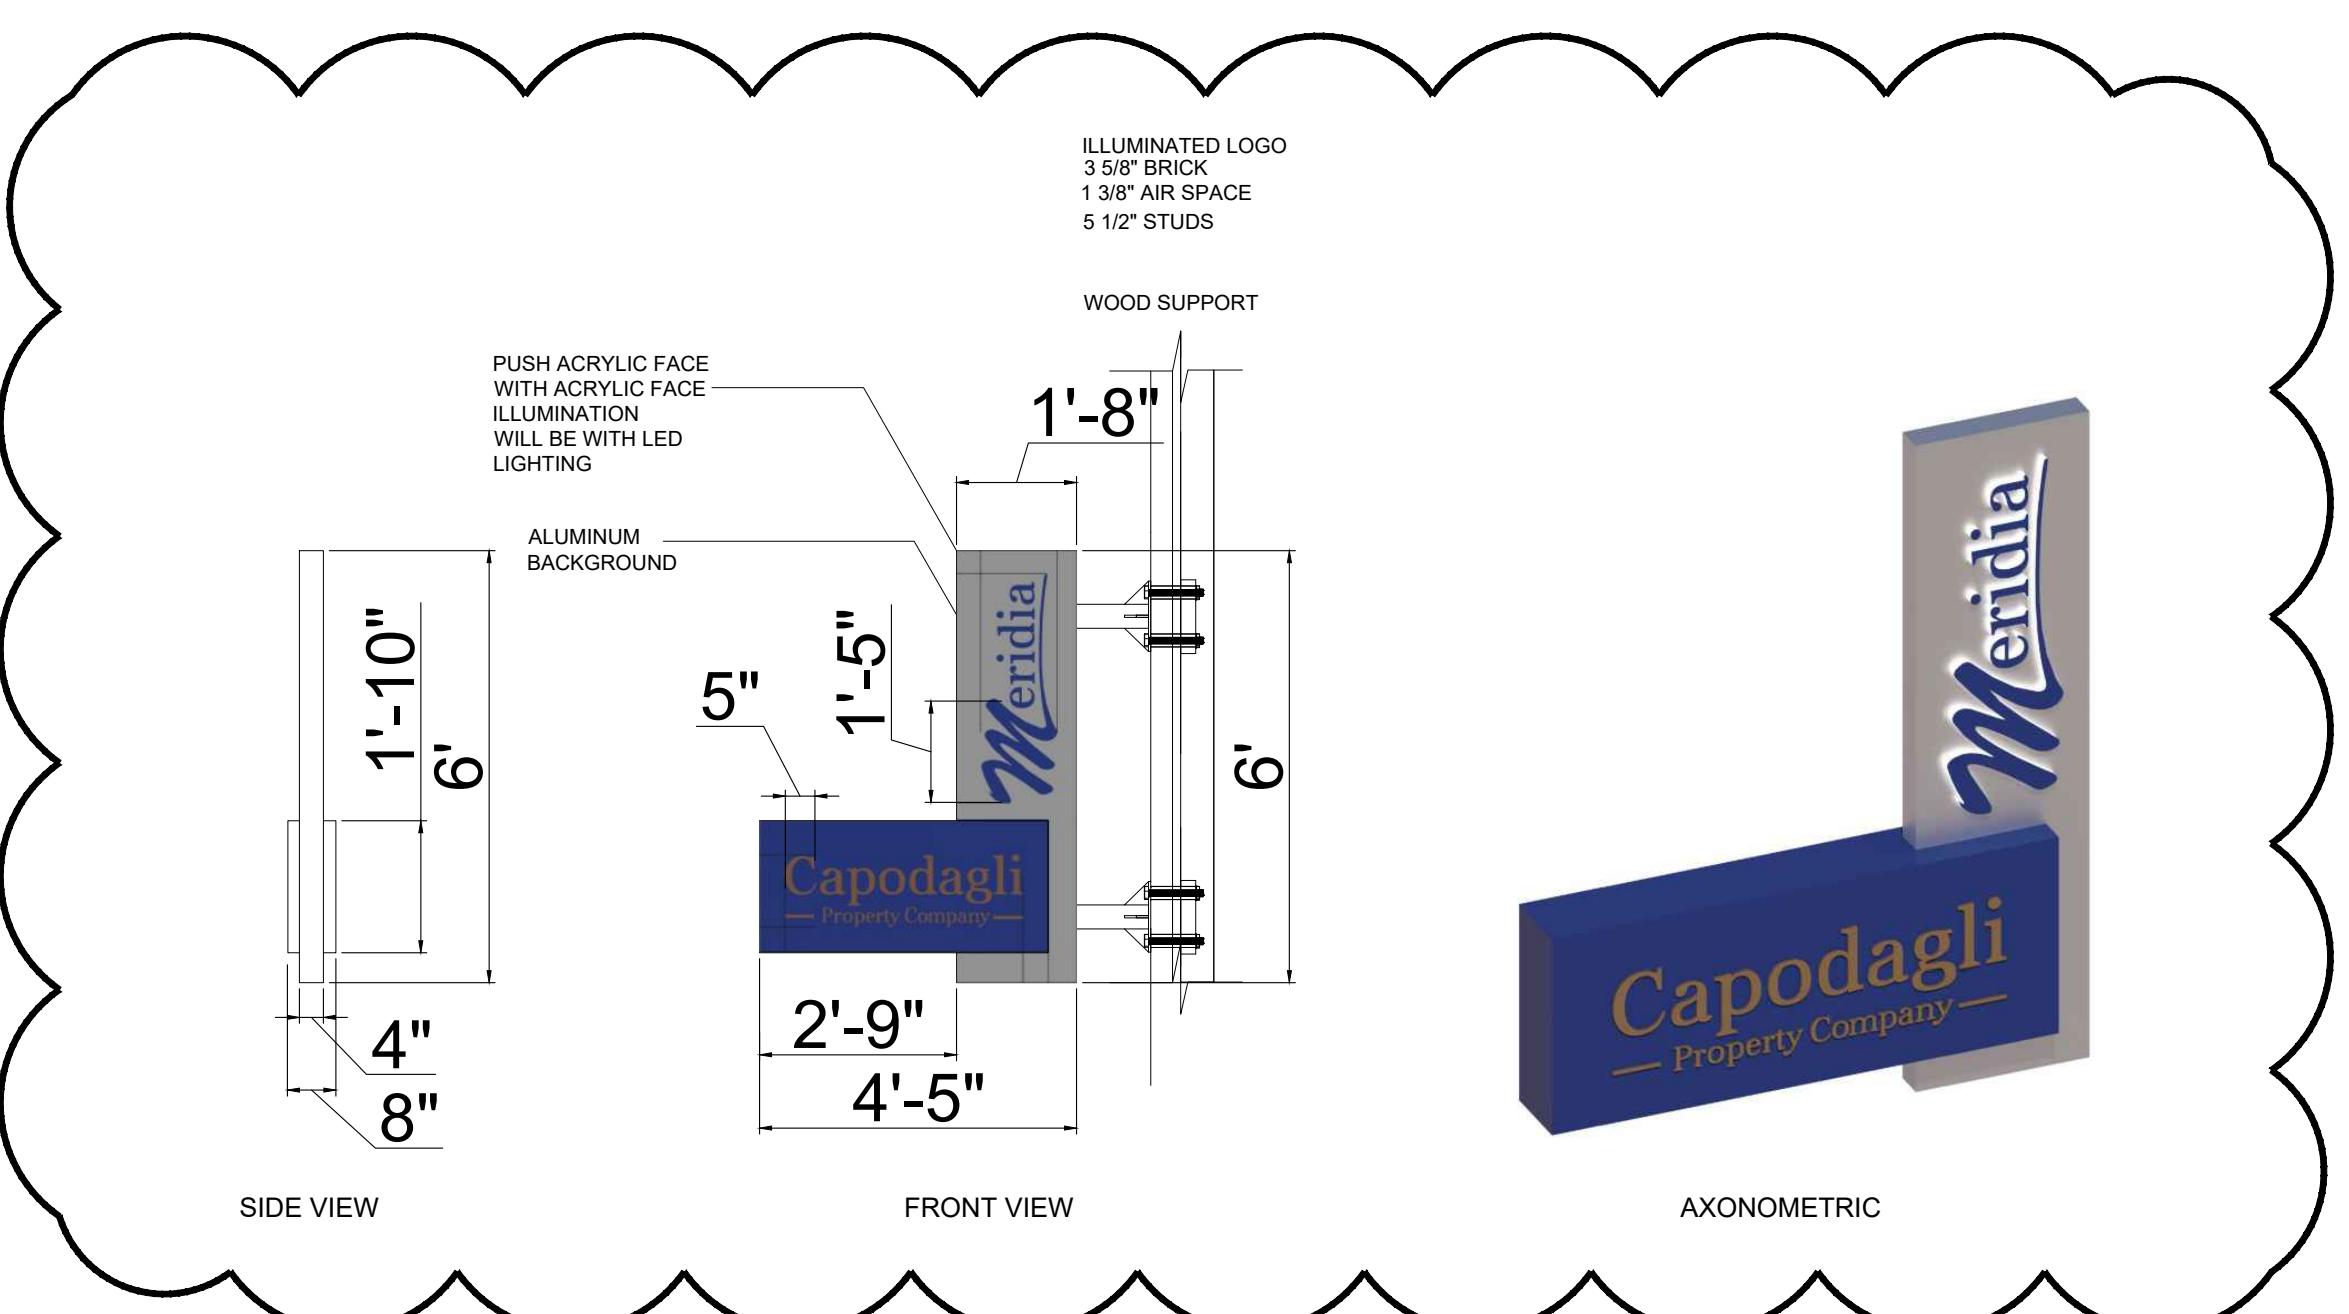 ILLUMINATED LOGO
3 5/8" BRICK
1 3/8" AIR SPACE
5 1/2" STUDS
WOOD SUPPORT
PUSH ACRYLIC FACE
WITH ACRYLIC FACE
ILLUMINATION
WILL BE WITH LED
LIGHTING
ALUMINUM
BACKGROUND
1'-10"
6'
4"
8"
SIDE VIEW
1'-8"
5"
1'-5"
Meridia
Capodagli
Property Company
6'
2'-9"
4'-5"
FRONT VIEW
Meridia
Capodagli
Property Company
AXONOMETRIC